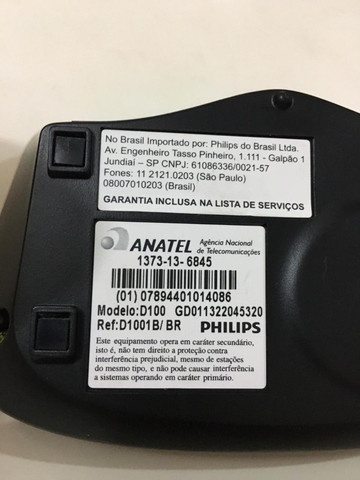 No Brasil Importado por: Philips do Brasil Ltda.
Av. Engenheiro Tasso Pinheiro, 1.111 - Galpão 1
Jundiaí – SP CNPJ: 61086336/0021-57
Fones: 11 2121.0203 (São Paulo)
08007010203 (Brasil)
GARANTIA INCLUSA NA LISTA DE SERVIÇOS
ANATEL Agência Nacional de Telecomunicações
1373-13- 6845
(01) 07894401014086
Modelo:D100 GD011322045320
Ref:D1001B/ BR PHILIPS
Este equipamento opera em caráter secundário,
isto é, não tem direito a proteção contra
interferência prejudicial, mesmo de estações
do mesmo tipo, e não pode causar interferência
a sistemas operando em caráter primário.